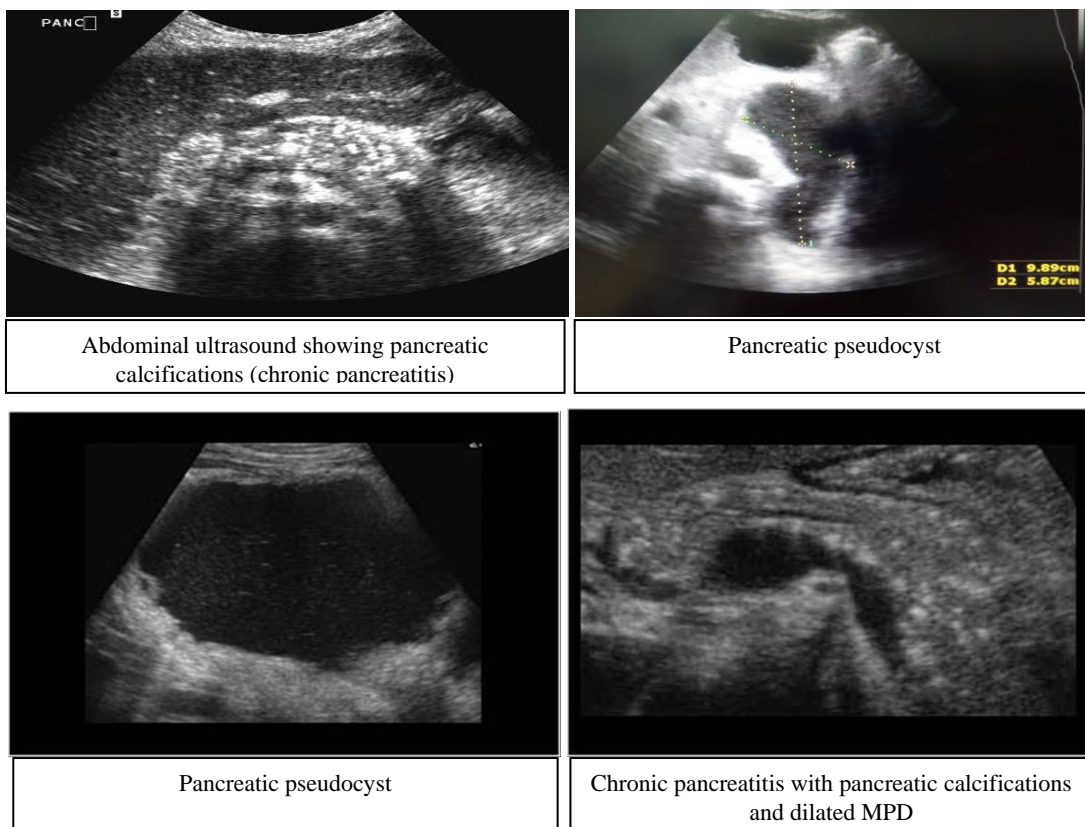 S
PANC
D1 9.89cm
D2 5.87cm
Abdominal ultrasound showing pancreatic
calcifications (chronic pancreatitis)
Pancreatic pseudocyst
Pancreatic pseudocyst
Chronic pancreatitis with pancreatic calcifications
and dilated MPD